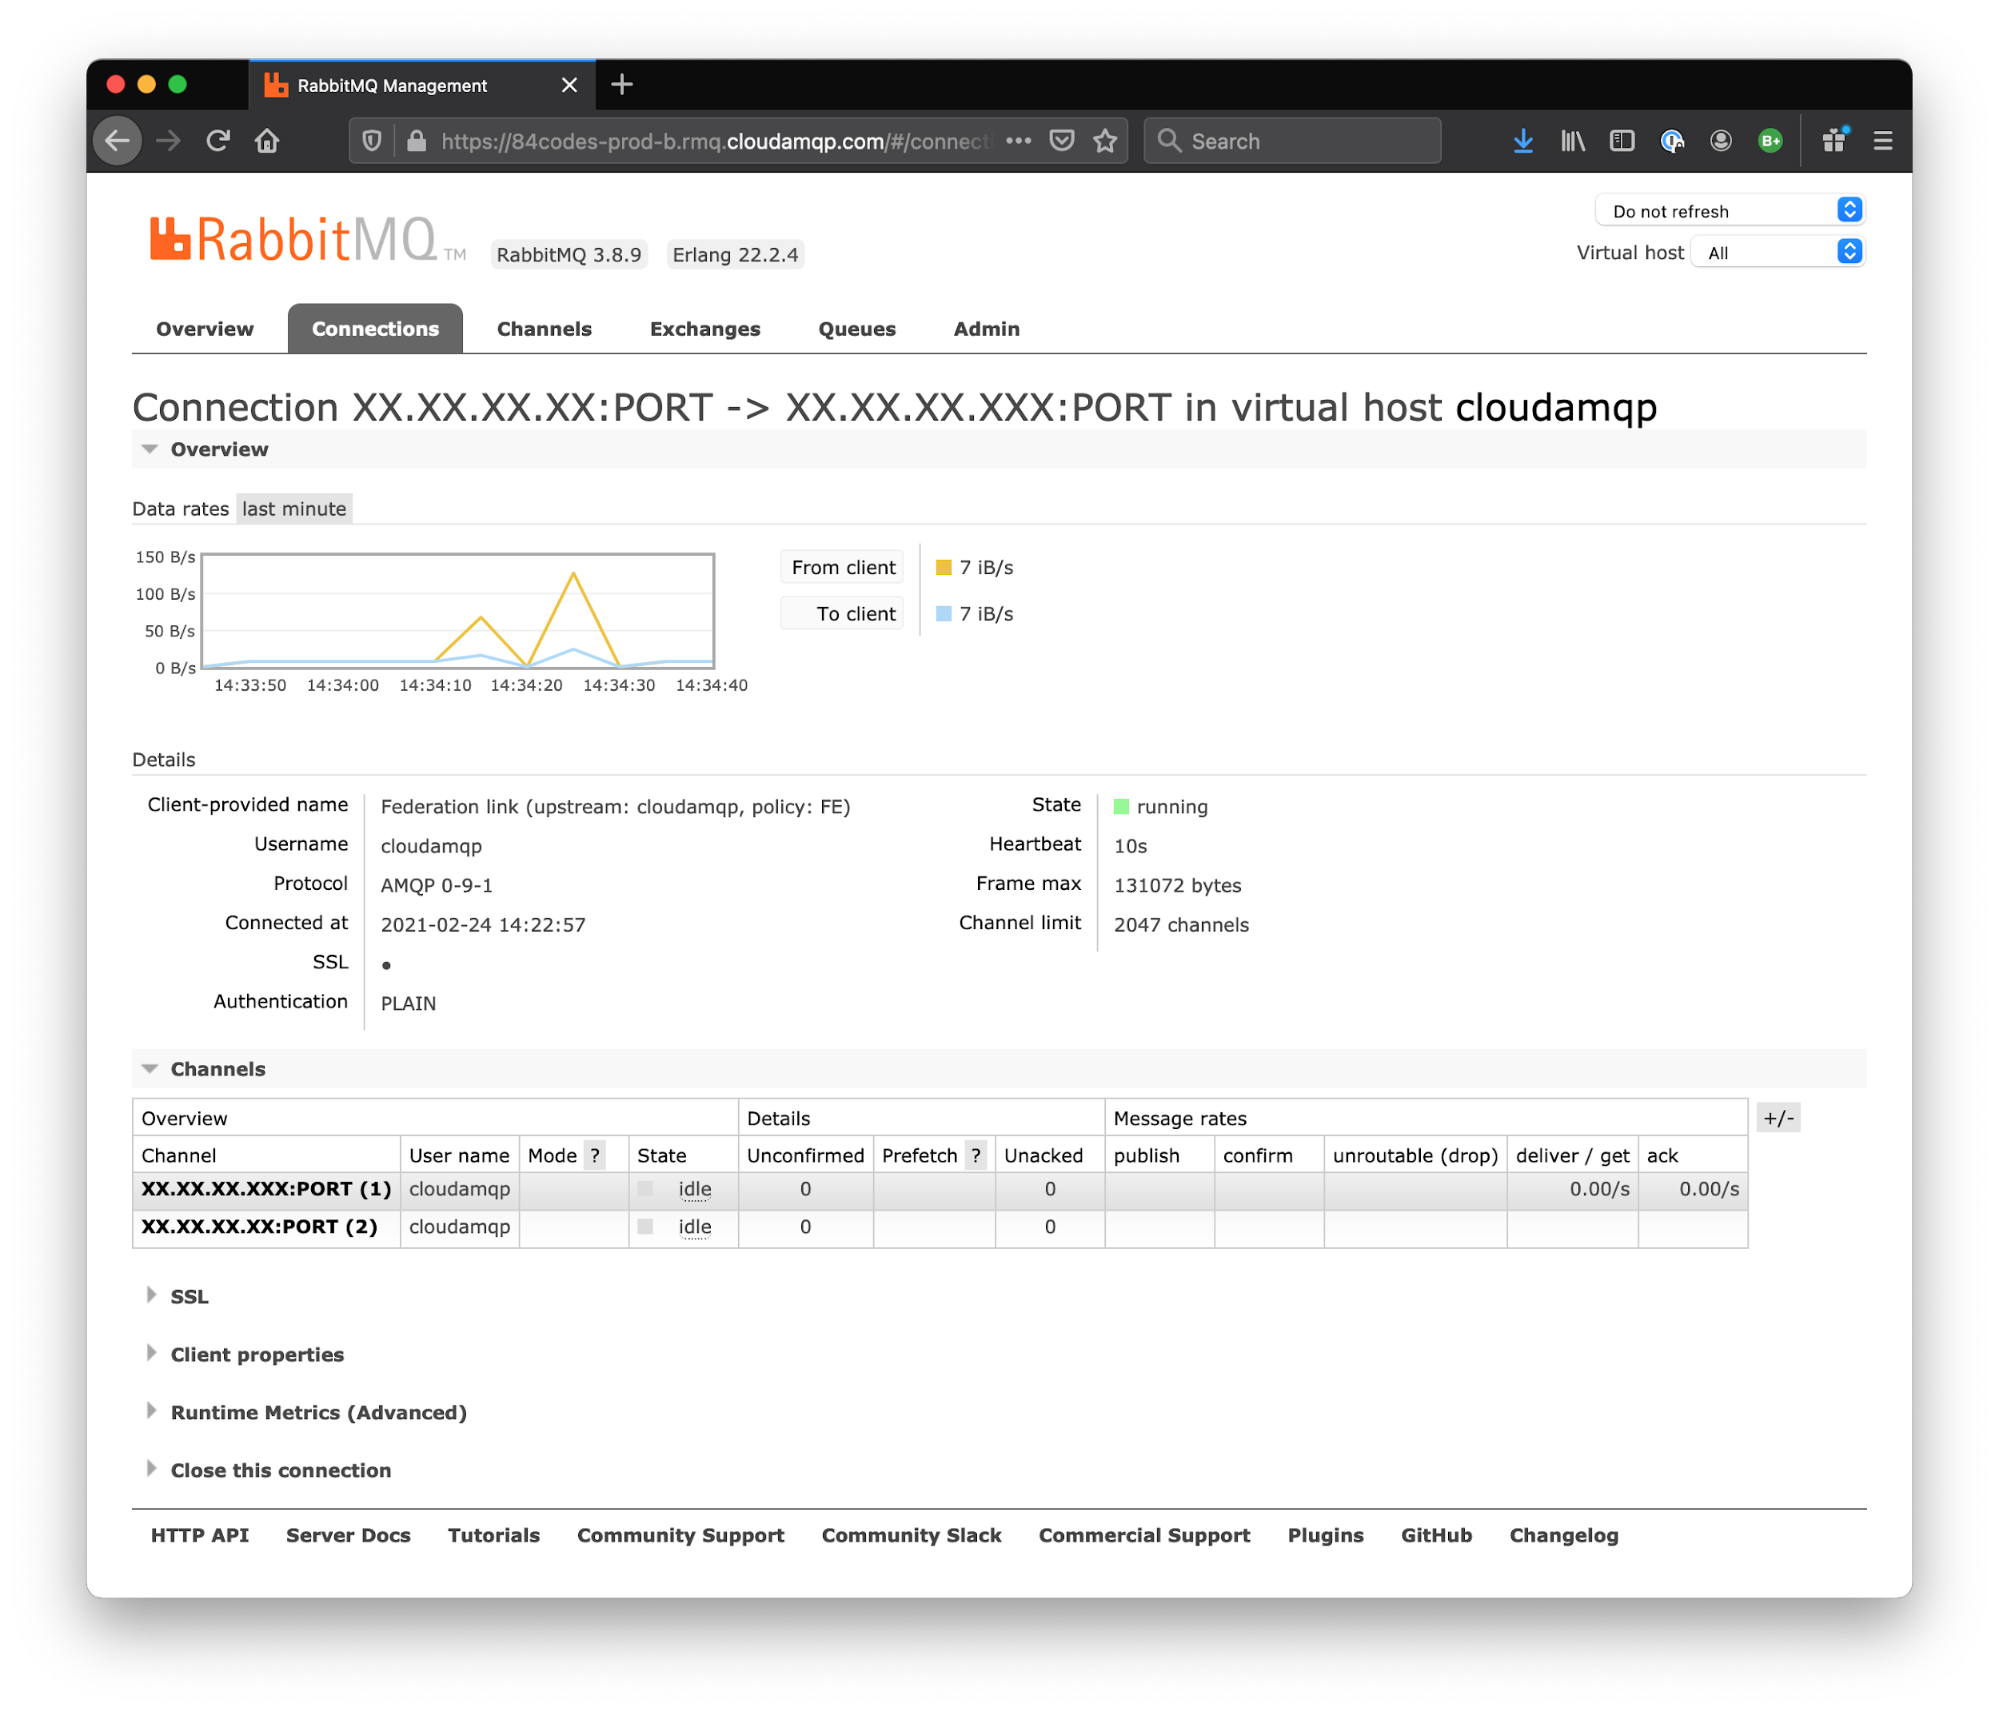 RabbitMQ Management
https://84codes-prod-b.rmq.cloudamqp.com/#/connecti
Search
B+
RabbitMQ TM
RabbitMQ 3.8.9 Erlang 22.2.4
Do not refresh
Virtual host All
Overview Connections Channels Exchanges Queues Admin
Connection XX.XX.XX.XX:PORT -> XX.XX.XX.XXX:PORT in virtual host cloudamqp
Overview
Data rates last minute
150 B/s
100 B/s
50 B/s
0 B/s
14:33:50 14:34:00 14:34:10 14:34:20 14:34:30 14:34:40
From client 7 iB/s
To client 7 iB/s
Details
Client-provided name Federation link (upstream: cloudamqp, policy: FE)
Username cloudamqp
Protocol AMQP 0-9-1
Connected at 2021-02-24 14:22:57
SSL ●
Authentication PLAIN
State running
Heartbeat 10s
Frame max 131072 bytes
Channel limit 2047 channels
Channels
Overview Details Message rates +/-
Channel User name Mode ? State Unconfirmed Prefetch ? Unacked publish confirm unroutable (drop) deliver / get ack
XX.XX.XX.XXX:PORT (1) cloudamqp idle 0 0 0.00/s 0.00/s
XX.XX.XX.XX:PORT (2) cloudamqp idle 0 0
SSL
Client properties
Runtime Metrics (Advanced)
Close this connection
HTTP API Server Docs Tutorials Community Support Community Slack Commercial Support Plugins GitHub Changelog